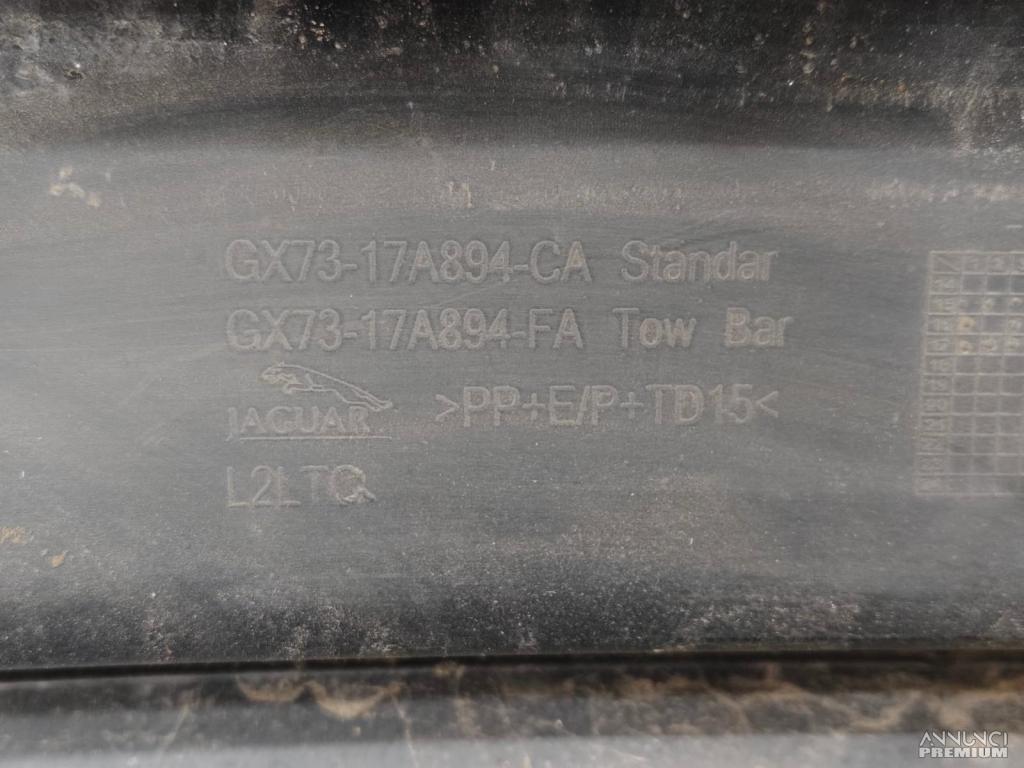 GX73-17A894-CA Standar
GX73-17A894-FA Tow Bar
JAGUAR >PP+E/P+TD15<
L2LTQ
ANNUNCI
PREMIUM